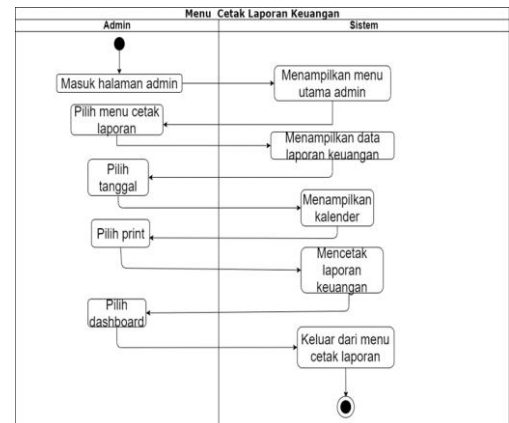 Menu Cetak Laporan Keuangan
Admin
Sistem
Masuk halaman admin
Menampilkan menu
utama admin
Pilih menu cetak
laporan
Menampilkan data
laporan keuangan
Pilih
tanggal
Menampilkan
kalender
Pilih print
Mencetak
laporan
keuangan
Pilih
dashboard
Keluar dari menu
cetak laporan